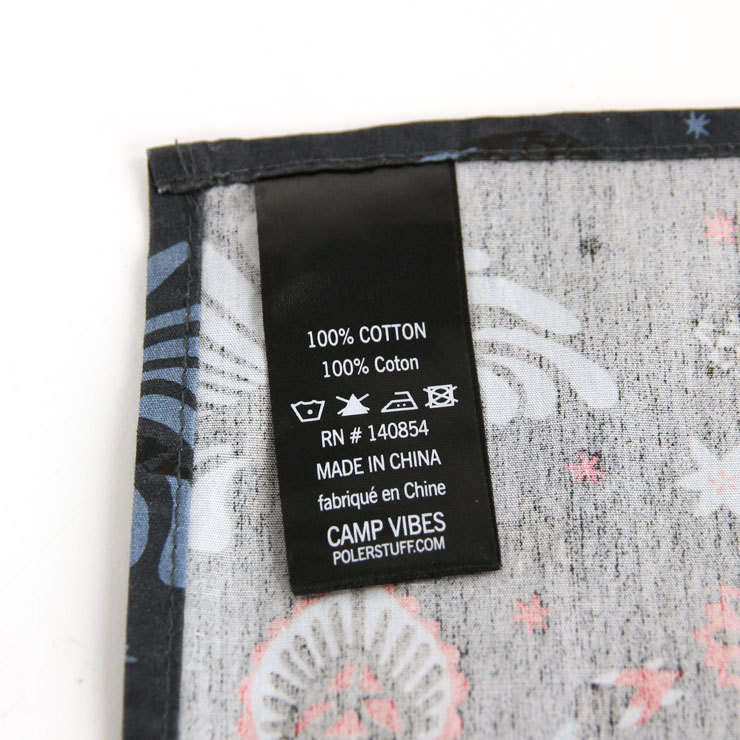 100% COTTON
100% Coton
RN # 140854
MADE IN CHINA
fabriqué en Chine
CAMP VIBES
POLERSTUFF.COM